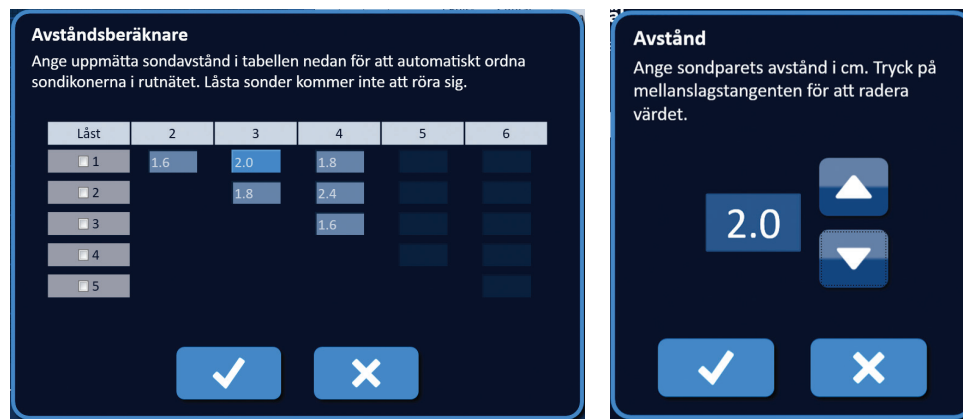 Avståndsberäknare
Ange uppmätta sondavstånd i tabellen nedan för att automatiskt ordna
sondikonerna i rutnätet. Låsta sonder kommer inte att röra sig.
Låst 2 3 4 5 6
1 1.6 2.0 1.8
2 1.8 2.4
3 1.6
4
5
Avstånd
Ange sondparets avstånd i cm. Tryck på
mellanslagstangenten för att radera
värdet.
2.0